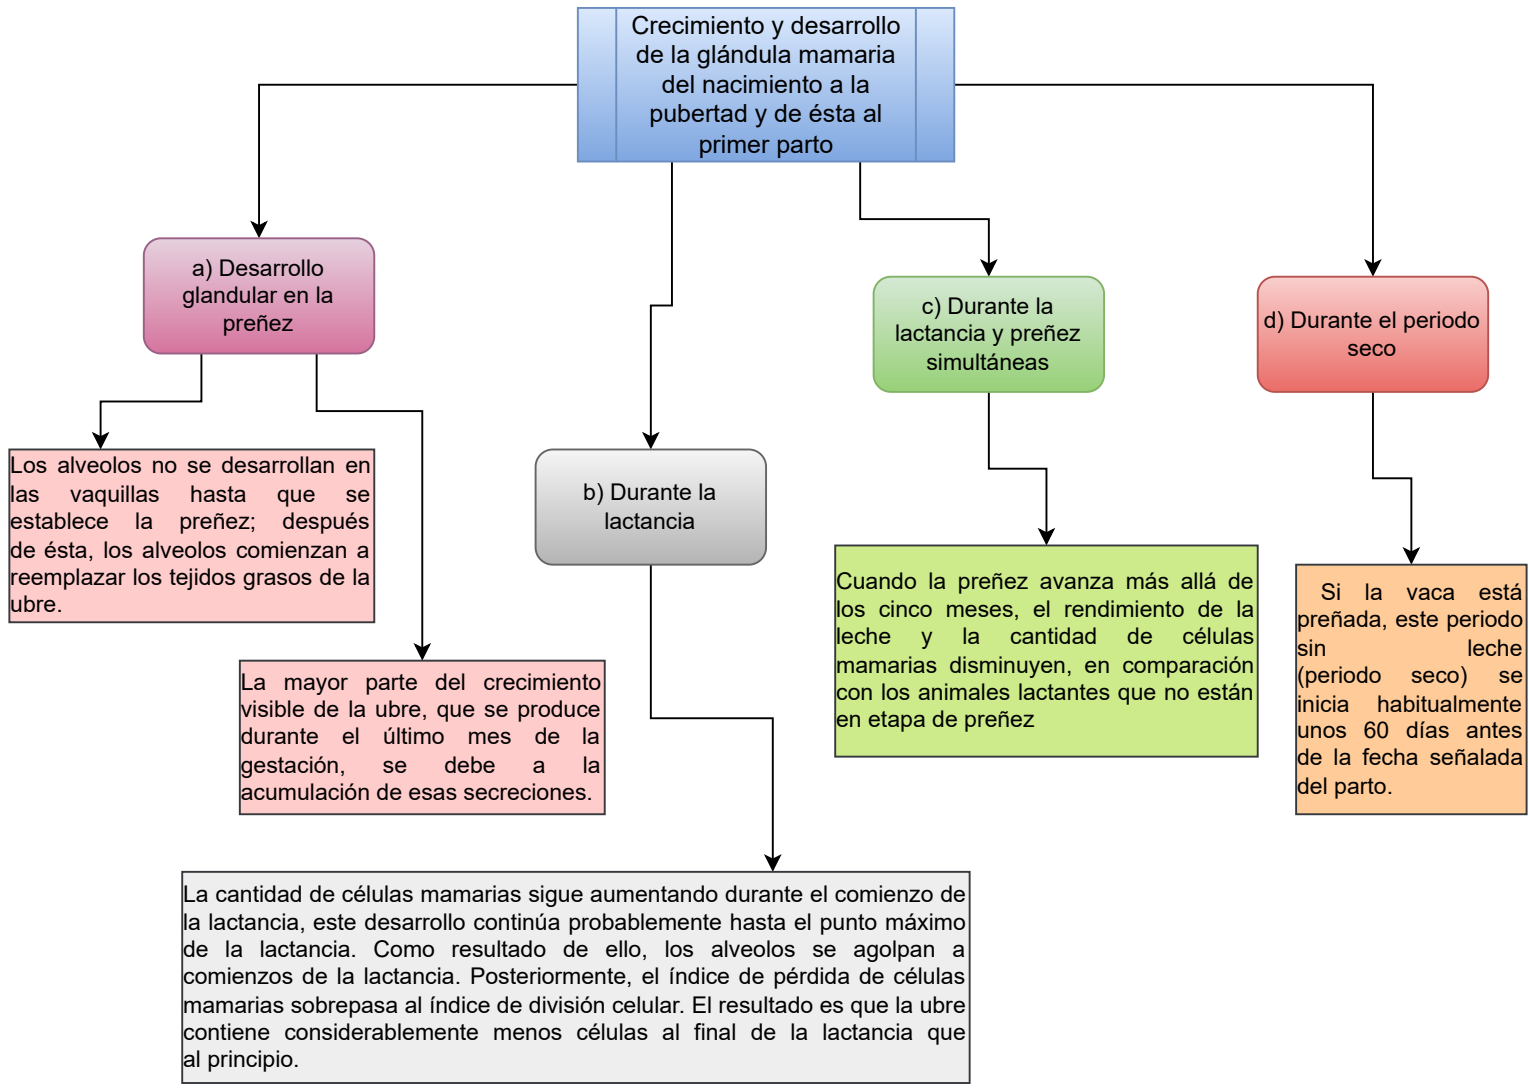 Crecimiento y desarrollo
de la glándula mamaria
del nacimiento a la
pubertad y de ésta al
primer parto
a) Desarrollo
glandular en la
preñez
Los alveolos no se desarrollan en
las vaquillas hasta que se
establece la preñez; después
de ésta, los alveolos comienzan a
reemplazar los tejidos grasos de la
ubre.
La mayor parte del crecimiento
visible de la ubre, que se produce
durante el último mes de la
gestación, se debe a la
acumulación de esas secreciones.
b) Durante la
lactancia
La cantidad de células mamarias sigue aumentando durante el comienzo de
la lactancia, este desarrollo continúa probablemente hasta el punto máximo
de la lactancia. Como resultado de ello, los alveolos se agolpan a
comienzos de la lactancia. Posteriormente, el índice de pérdida de células
mamarias sobrepasa al índice de división celular. El resultado es que la ubre
contiene considerablemente menos células al final de la lactancia que
al principio.
c) Durante la
lactancia y preñez
simultáneas
Cuando la preñez avanza más allá de
los cinco meses, el rendimiento de la
leche y la cantidad de células
mamarias disminuyen, en comparación
con los animales lactantes que no están
en etapa de preñez
d) Durante el periodo
seco
Si la vaca está
preñada, este periodo
sin leche
(periodo seco) se
inicia habitualmente
unos 60 días antes
de la fecha señalada
del parto.